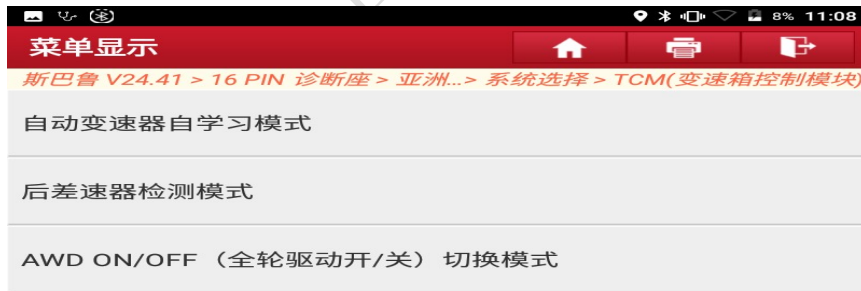 8% 11:08
菜单显示
斯巴鲁 V24.41 > 16 PIN 诊断座 > 亚洲...> 系统选择 > TCM(变速箱控制模块)
自动变速器自学习模式
后差速器检测模式
AWD ON/OFF（全轮驱动开/关）切换模式